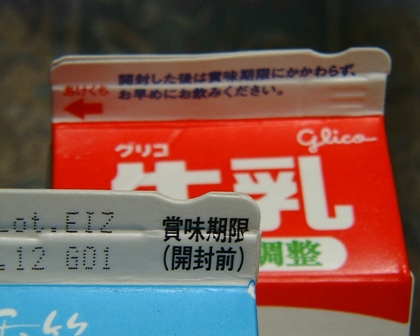 あけくち
開封した後は賞味期限にかかわらず、
お早めにお飲みください。
Glico
グリコ
牛乳
調整
Lot.EIZ
.12 G01
賞味期限
(開封前)